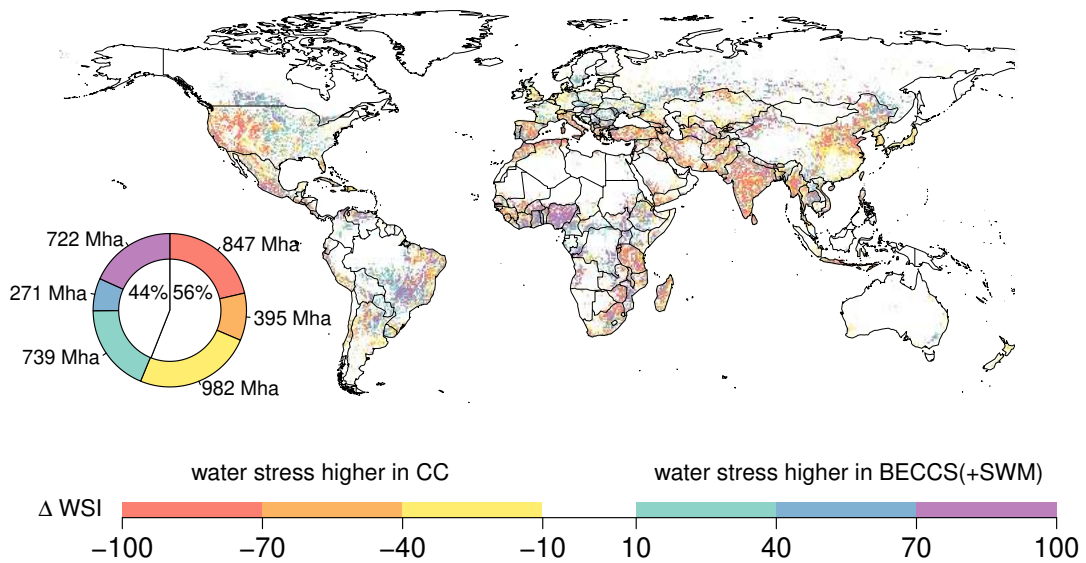 722 Mha
847 Mha
271 Mha
44%
56%
395 Mha
739 Mha
982 Mha
water stress higher in CC
water stress higher in BECCS(+SWM)
Δ WSI
−100
−70
−40
−10
10
40
70
100